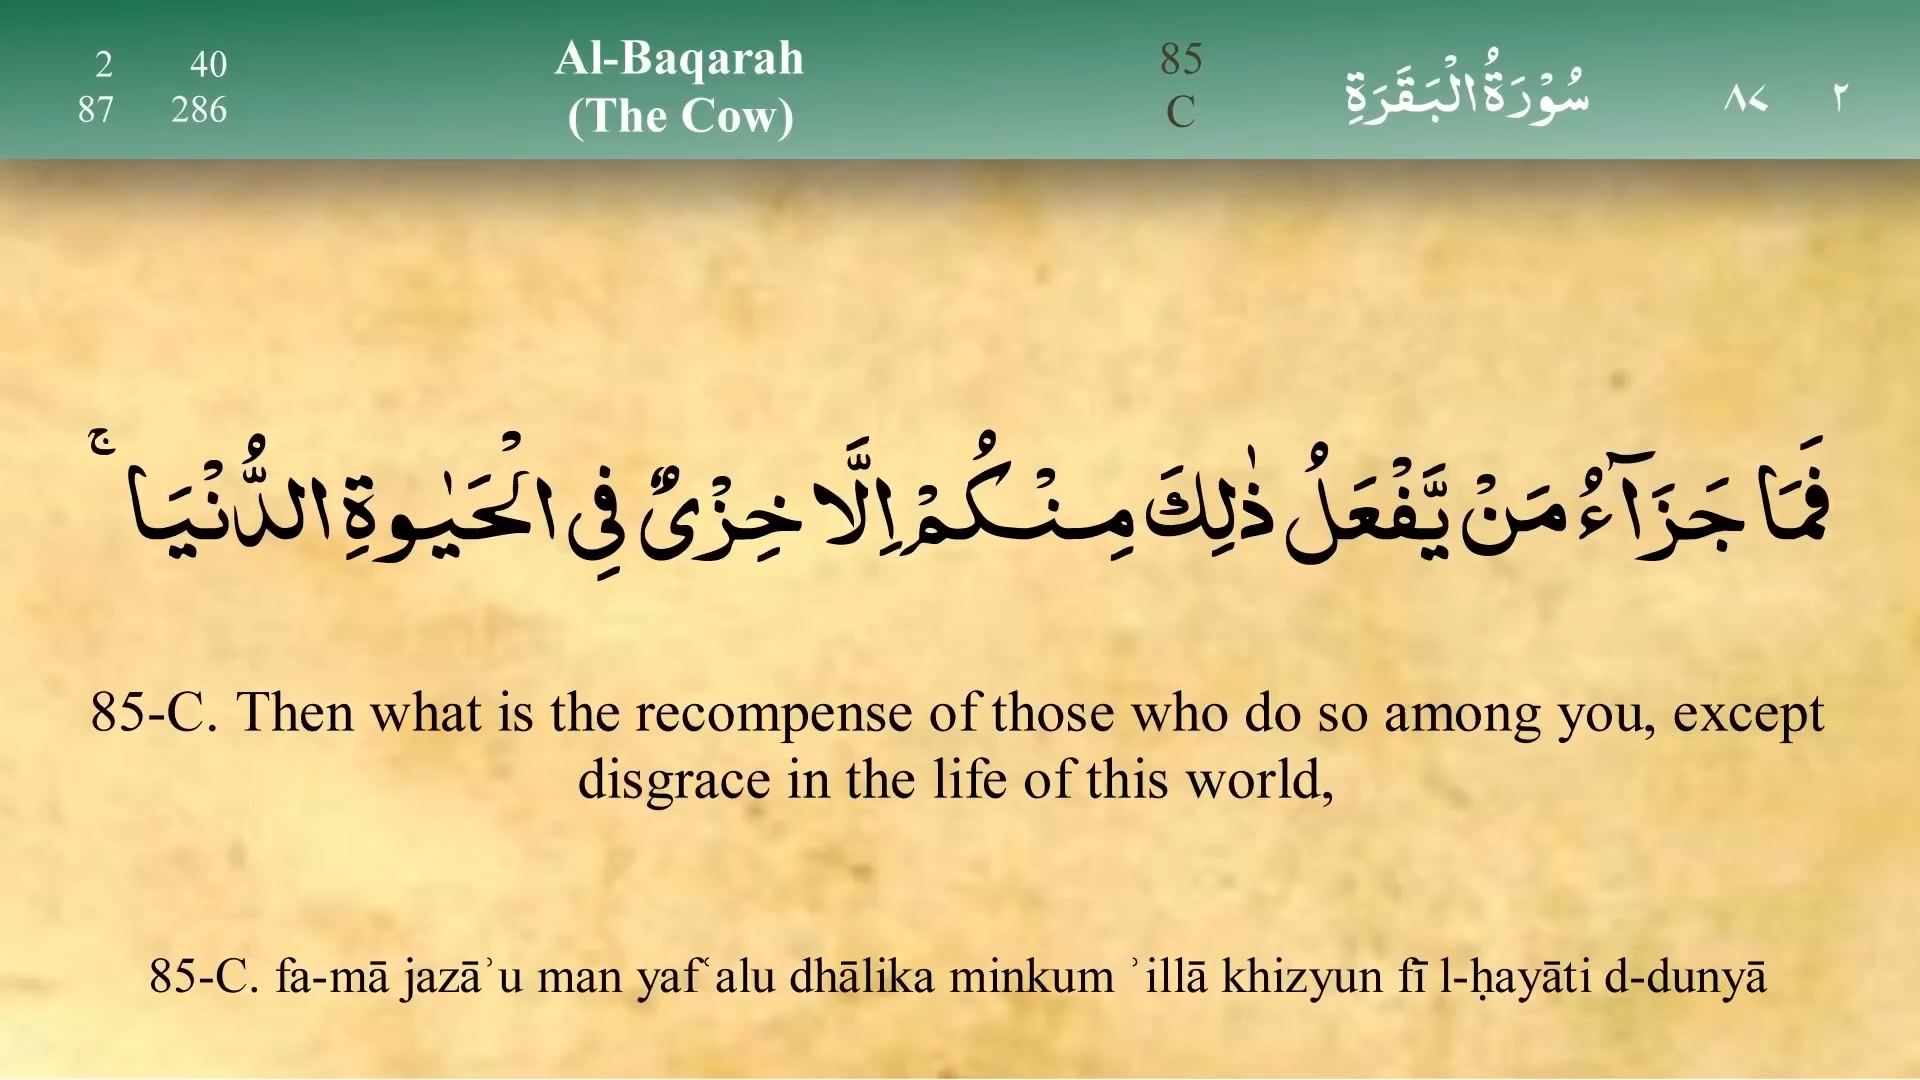 2 40
87 286
Al-Baqarah
(The Cow)
85
C
سُوْرَةُ الْبَقَرَةِ
٨٧ ٢
فَمَا جَزَآءُ مَنْ يَّفْعَلُ ذٰلِكَ مِنْكُمْ اِلَّا خِزْىٌ فِى الْحَيٰوةِ الدُّنْيَا ۚ
85-C. Then what is the recompense of those who do so among you, except
disgrace in the life of this world,
85-C. fa-mā jazāʾu man yafʿalu dhālika minkum ʾillā khizyun fī l-ḥayāti d-dunyā